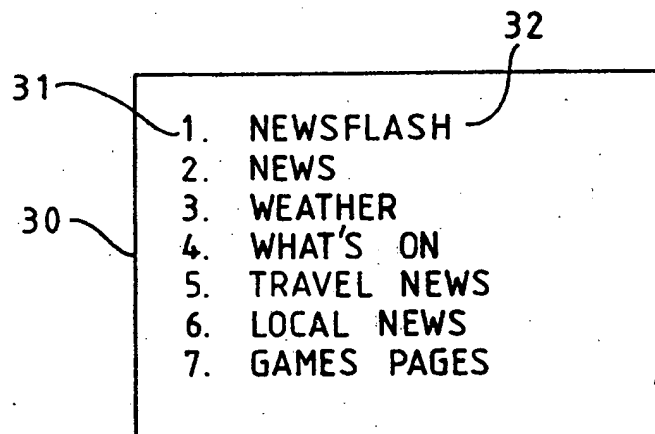 32
31
1. NEWSFLASH
2. NEWS
3. WEATHER
30
4. WHAT'S ON
5. TRAVEL NEWS
6. LOCAL NEWS
7. GAMES PAGES